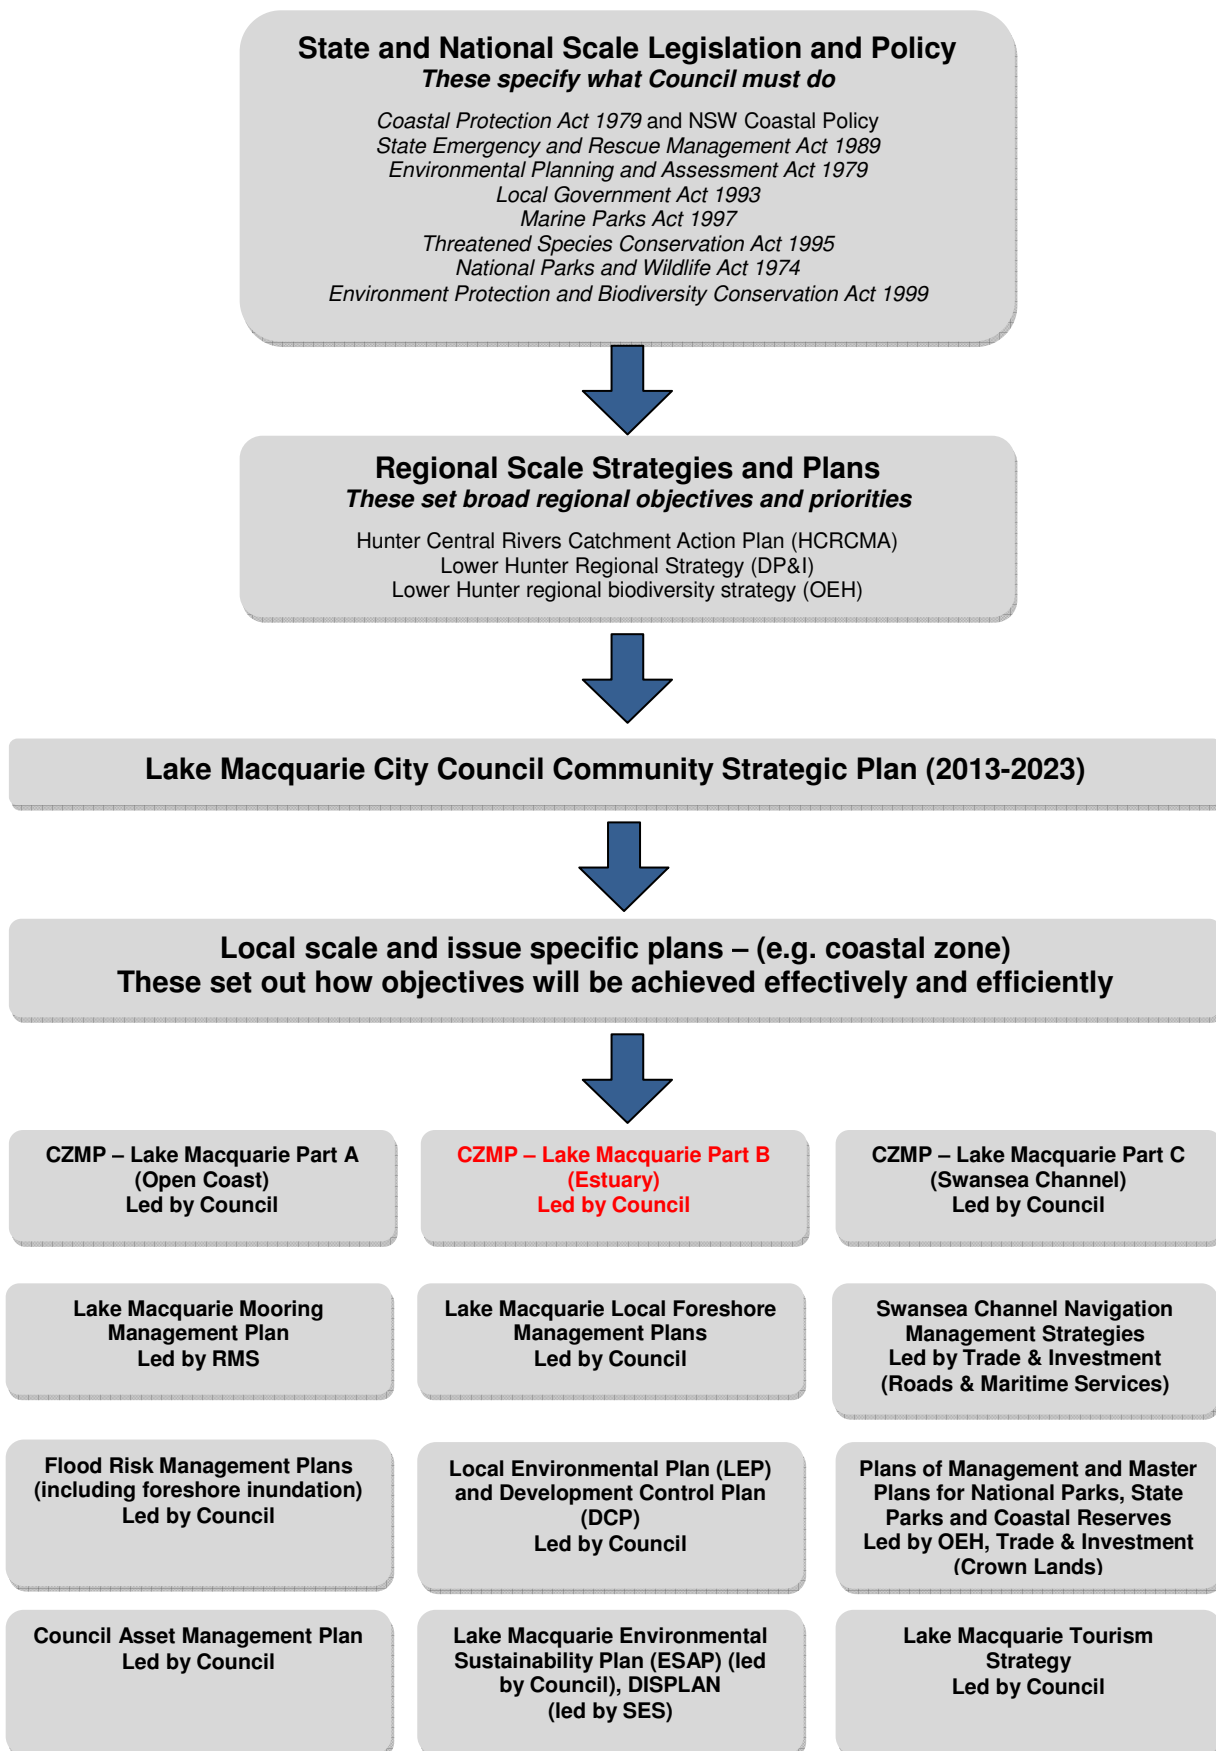 State and National Scale Legislation and Policy
These specify what Council must do
Coastal Protection Act 1979 and NSW Coastal Policy
State Emergency and Rescue Management Act 1989
Environmental Planning and Assessment Act 1979
Local Government Act 1993
Marine Parks Act 1997
Threatened Species Conservation Act 1995
National Parks and Wildlife Act 1974
Environment Protection and Biodiversity Conservation Act 1999
Regional Scale Strategies and Plans
These set broad regional objectives and priorities
Hunter Central Rivers Catchment Action Plan (HCRCMA)
Lower Hunter Regional Strategy (DP&I)
Lower Hunter regional biodiversity strategy (OEH)
Lake Macquarie City Council Community Strategic Plan (2013-2023)
Local scale and issue specific plans – (e.g. coastal zone)
These set out how objectives will be achieved effectively and efficiently
CZMP – Lake Macquarie Part A
(Open Coast)
Led by Council
CZMP – Lake Macquarie Part B
(Estuary)
Led by Council
CZMP – Lake Macquarie Part C
(Swansea Channel)
Led by Council
Lake Macquarie Mooring
Management Plan
Led by RMS
Lake Macquarie Local Foreshore
Management Plans
Led by Council
Swansea Channel Navigation
Management Strategies
Led by Trade & Investment
(Roads & Maritime Services)
Flood Risk Management Plans
(including foreshore inundation)
Led by Council
Local Environmental Plan (LEP)
and Development Control Plan
(DCP)
Led by Council
Plans of Management and Master
Plans for National Parks, State
Parks and Coastal Reserves
Led by OEH, Trade & Investment
(Crown Lands)
Council Asset Management Plan
Led by Council
Lake Macquarie Environmental
Sustainability Plan (ESAP) (led
by Council), DISPLAN
(led by SES)
Lake Macquarie Tourism
Strategy
Led by Council